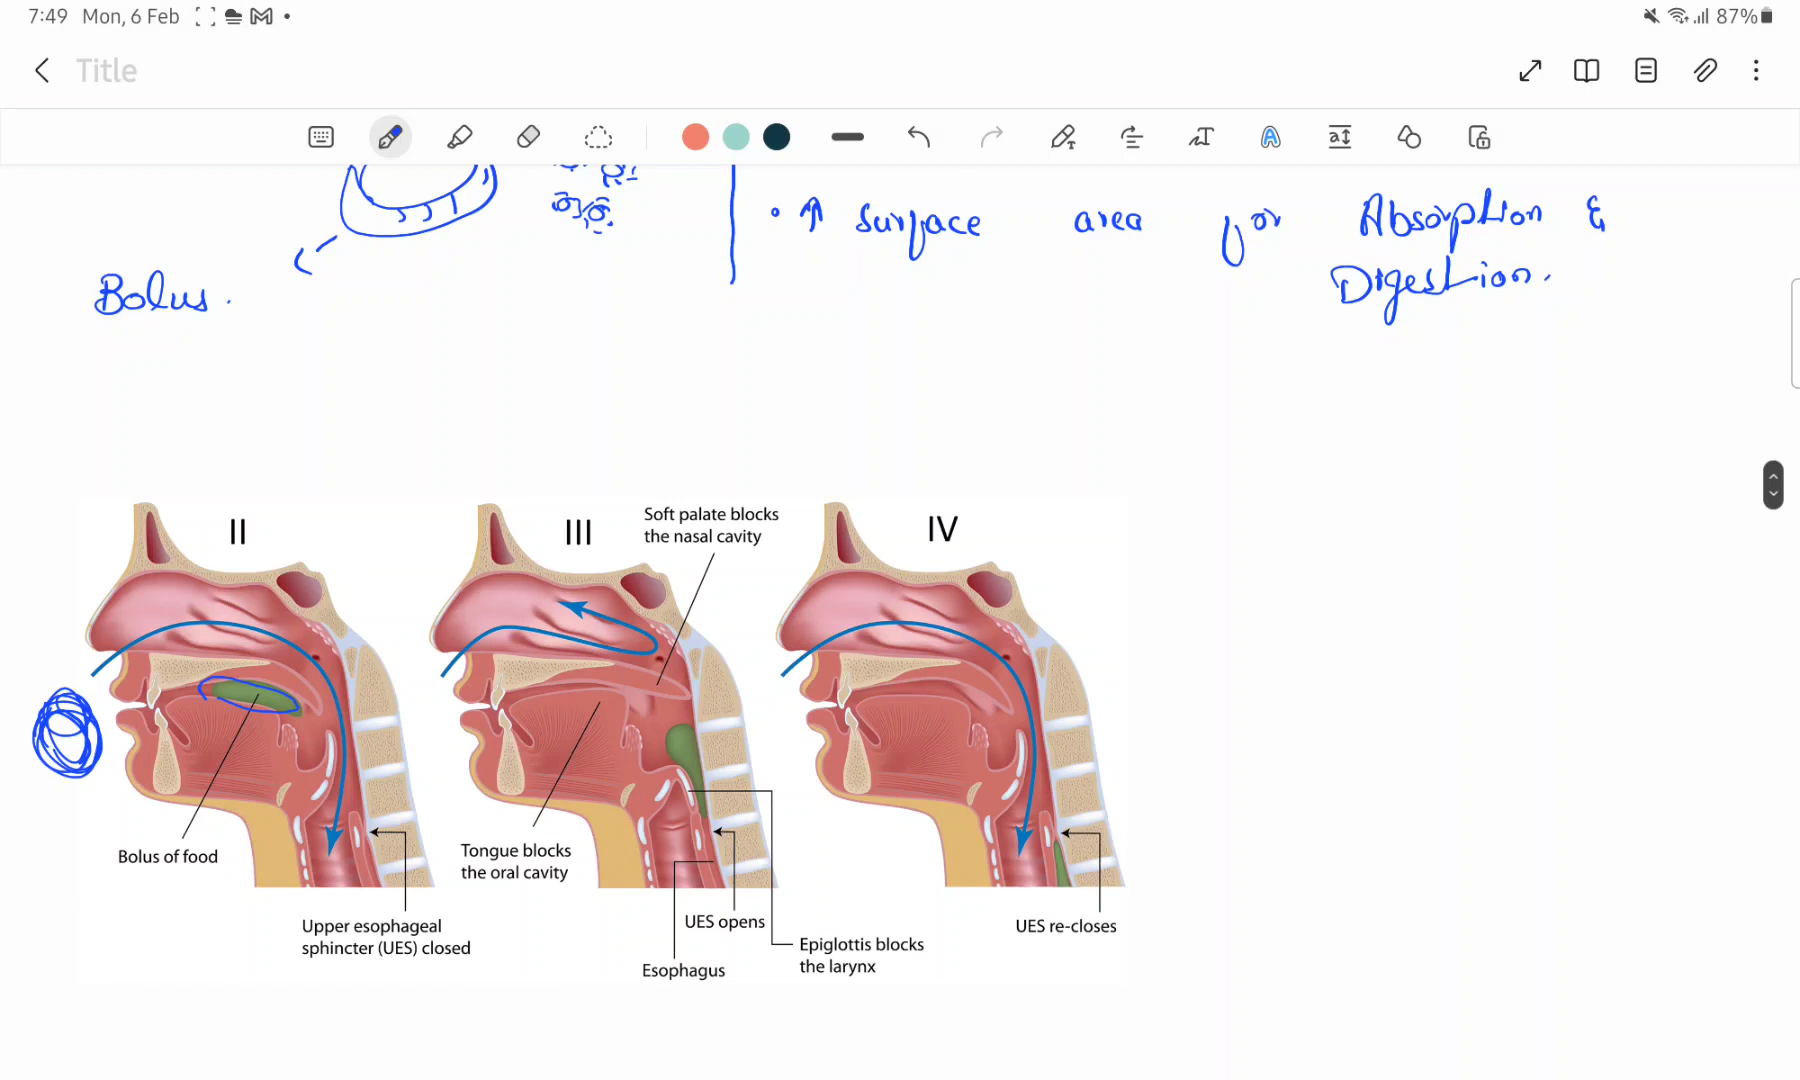 7:49 Mon, 6 Feb
87%
Title
• ↑ surface area for Absorption &
Digestion.
Bolus.
II
III
IV
Soft palate blocks
the nasal cavity
Bolus of food
Tongue blocks
the oral cavity
Upper esophageal
sphincter (UES) closed
UES opens
Esophagus
Epiglottis blocks
the larynx
UES re-closes